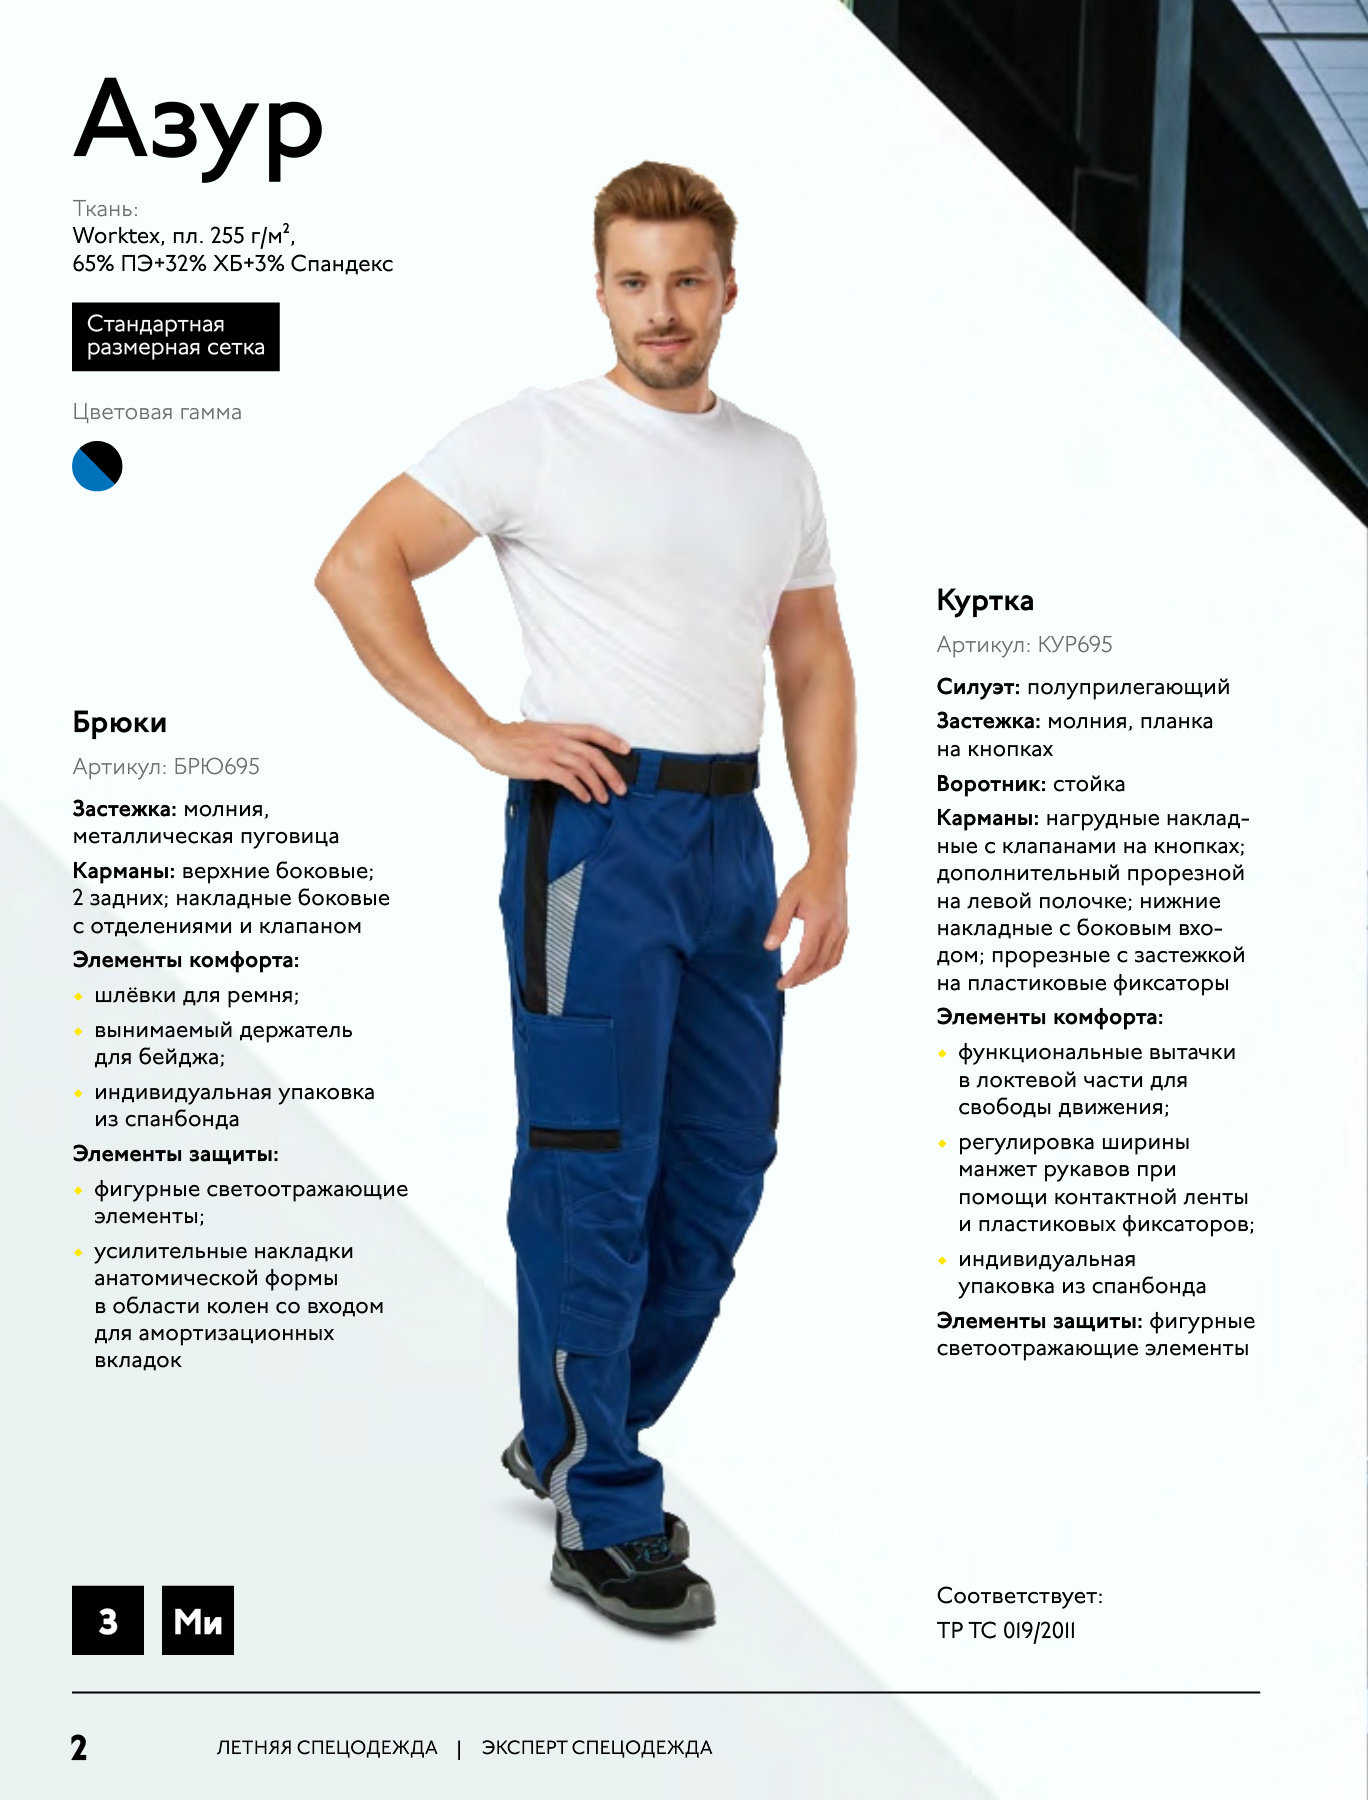 Азур
Ткань:
Worktex, пл. 255 г/м²,
65% ПЭ+32% ХБ+3% Спандекс
Стандартная
размерная сетка
Цветовая гамма
Брюки
Артикул: БРЮ695
Застежка: молния,
металлическая пуговица
Карманы: верхние боковые;
2 задних; накладные боковые
с отделениями и клапаном
Элементы комфорта:
шлёвки для ремня;
вынимаемый держатель
для бейджа;
индивидуальная упаковка
из спанбонда
Элементы защиты:
фигурные светоотражающие
элементы;
усилительные накладки
анатомической формы
в области колен со входом
для амортизационных
вкладок
Куртка
Артикул: КУР695
Силуэт: полуприлегающий
Застежка: молния, планка
на кнопках
Воротник: стойка
Карманы: нагрудные наклад-
ные с клапанами на кнопках;
дополнительный прорезной
на левой полочке; нижние
накладные с боковым вхо-
дом; прорезные с застежкой
на пластиковые фиксаторы
Элементы комфорта:
функциональные вытачки
в локтевой части для
свободы движения;
регулировка ширины
манжет рукавов при
помощи контактной ленты
и пластиковых фиксаторов;
индивидуальная
упаковка из спанбонда
Элементы защиты: фигурные
светоотражающие элементы
З Ми
Соответствует:
ТР ТС 019/2011
2 ЛЕТНЯЯ СПЕЦОДЕЖДА | ЭКСПЕРТ СПЕЦОДЕЖДА